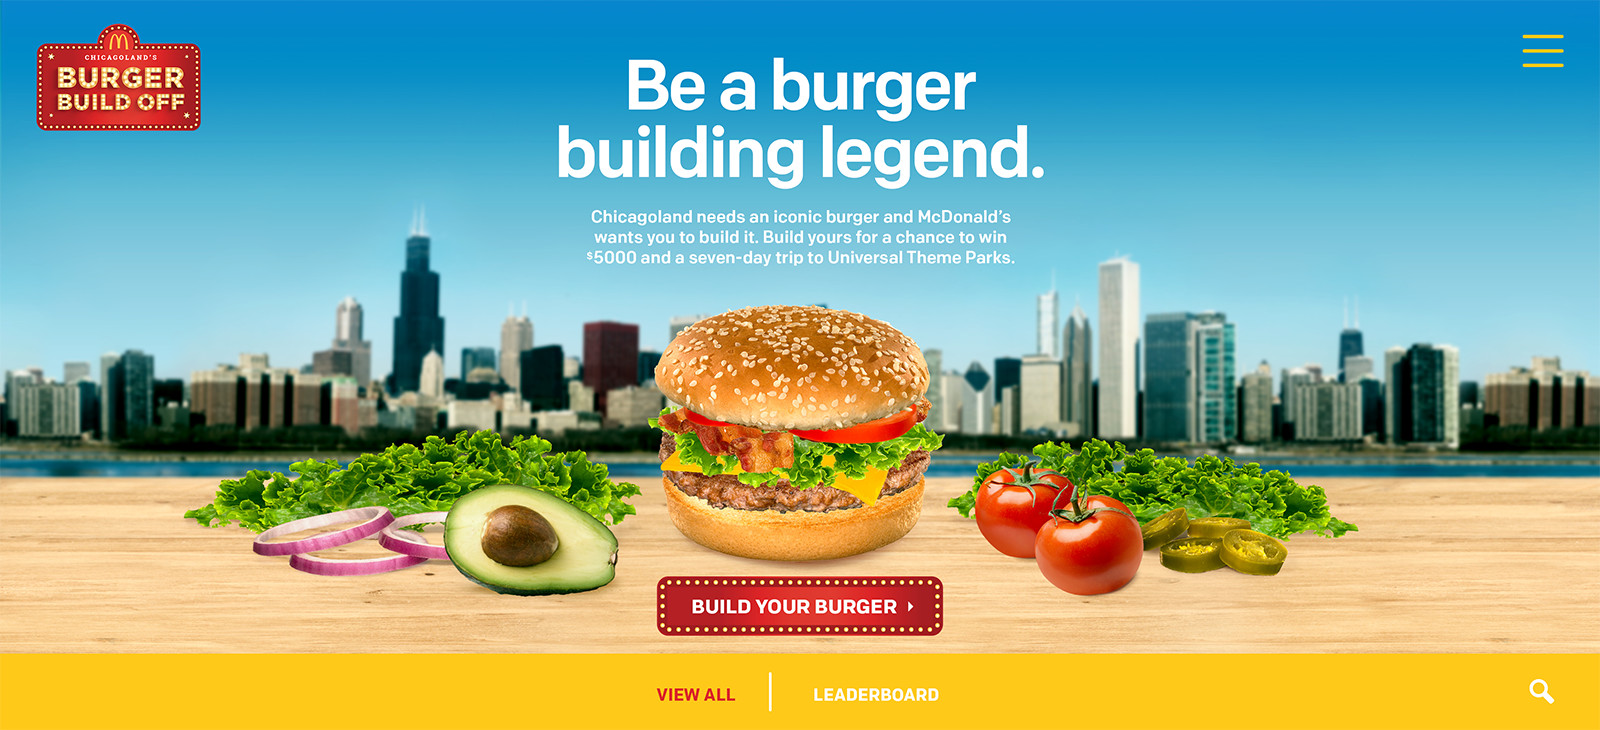 CHICAGOLAND'S
BURGER
BUILD OFF
Be a burger
building legend.
Chicagoland needs an iconic burger and McDonald's
wants you to build it. Build yours for a chance to win
$5000 and a seven-day trip to Universal Theme Parks.
BUILD YOUR BURGER
VIEW ALL
LEADERBOARD